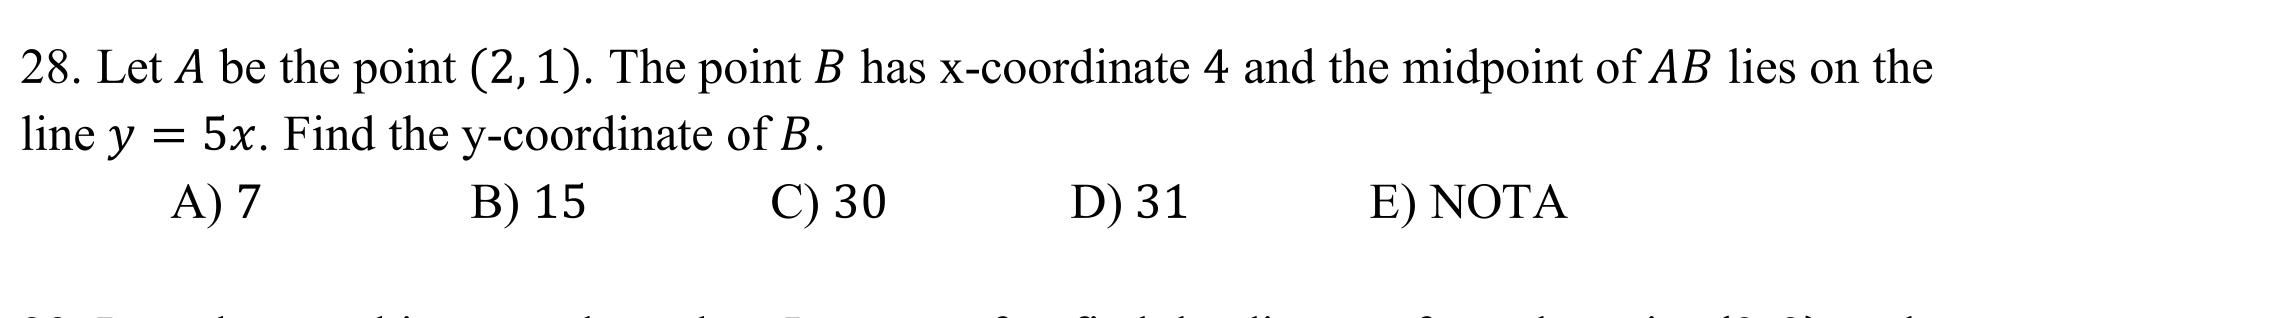 28. Let A be the point (2, 1). The point B has x-coordinate 4 and the midpoint of AB lies on the
line y = 5x. Find the y-coordinate of B.
A) 7 B) 15 C) 30 D) 31 E) NOTA